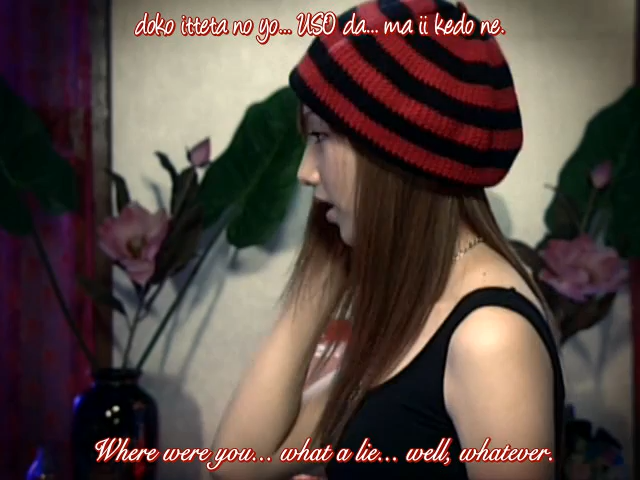 doko itteta no yo... USO da... ma ii kedo ne.
Where were you... what a lie... well, whatever.